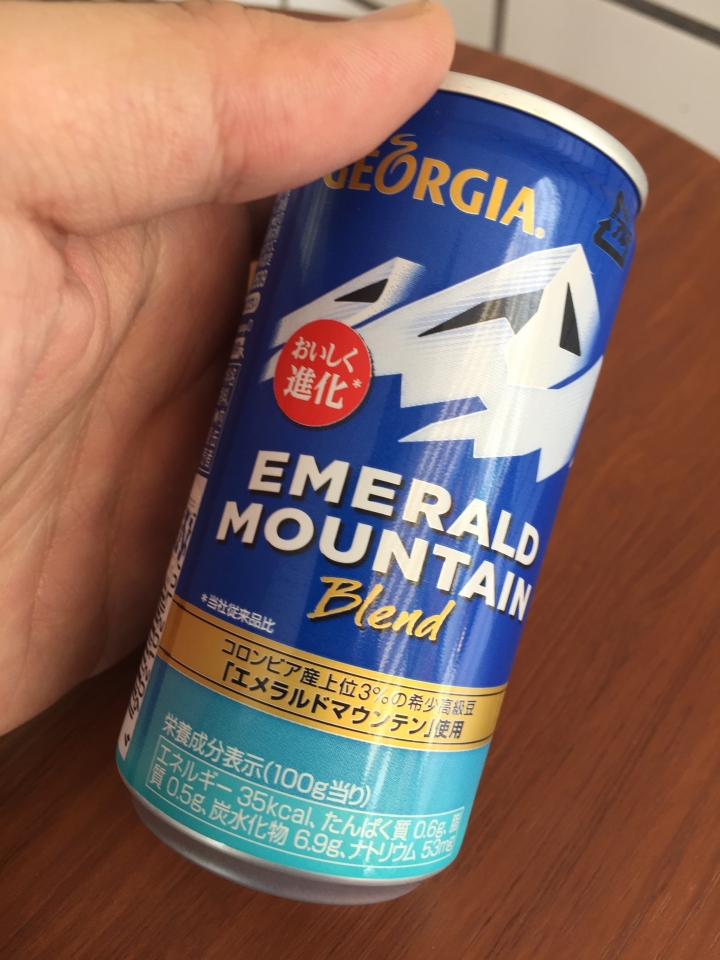 GEORGIA
おいしく
進化*
EMERALD
MOUNTAIN
Blend
*当社従来品比
コロンビア産上位3%の希少高級豆
「エメラルドマウンテン」使用
栄養成分表示(100g当り)
エネルギー 35kcal、たんぱく質 0.6g、脂
質 0.5g、炭水化物 6.9g、ナトリウム 53mg